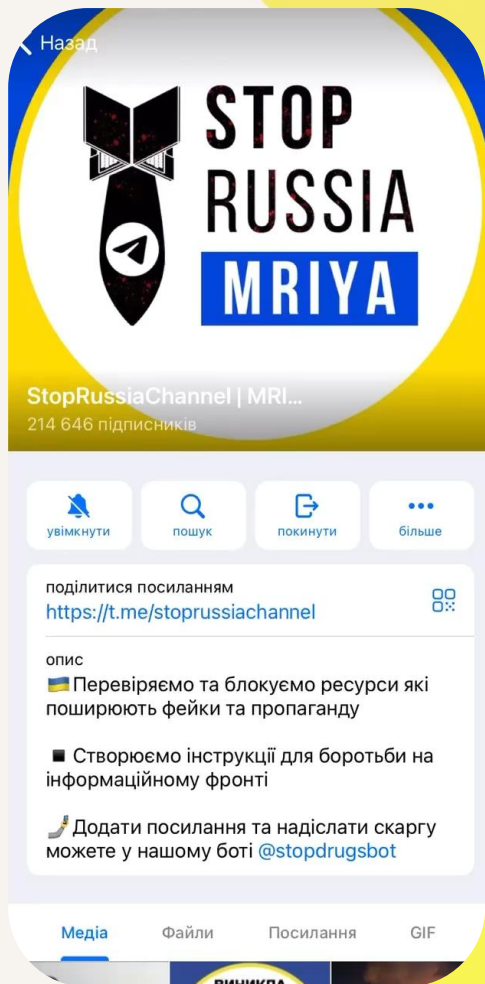 Назад
STOP
RUSSIA
MRIYA
StopRussiaChannel | MRI...
214 646 підписників
увімкнути
пошук
покинути
більше
поділитися посиланням
https://t.me/stoprussiachannel
опис
🇺🇦Перевіряємо та блокуємо ресурси які
поширюють фейки та пропаганду
▪️ Створюємо інструкції для боротьби на
інформаційному фронті
🤳Додати посилання та надіслати скаргу
можете у нашому боті @stopdrugsbot
Медіа
Файли
Посилання
GIF
ВИНИКЛА